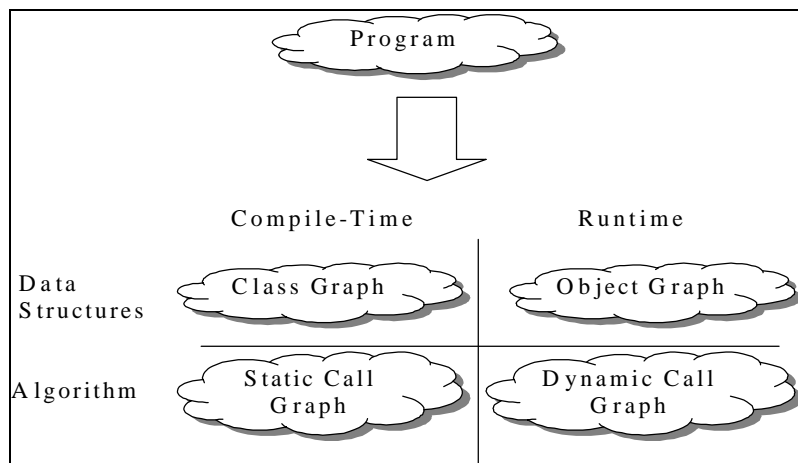 Program
Compile-Time Runtime
Data
Structures
Class Graph
Object Graph
Algorithm
Static Call
Graph
Dynamic Call
Graph